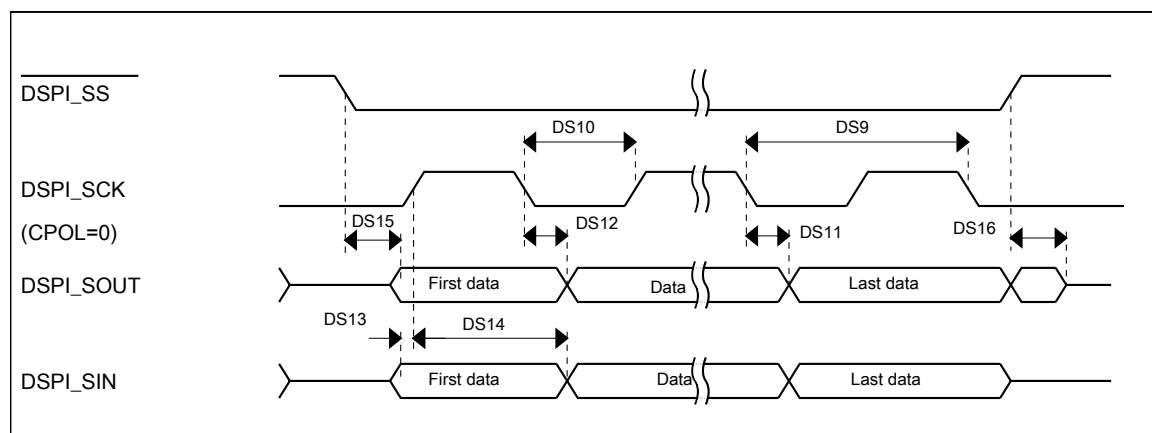 DSPI_SS
DS10
DS9
DSPI_SCK
(CPOL=0)
DS15
DS12
DS11
DS16
DSPI_SOUT
First data
Data
Last data
DS13
DS14
DSPI_SIN
First data
Data
Last data